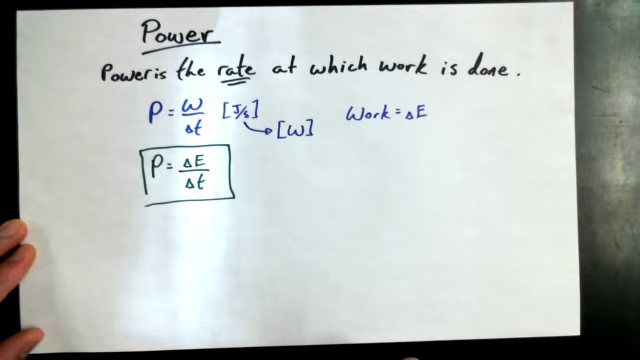 Power
Power is the rate at which work is done.
P = W/Δt [J/s] Work = ΔE
→ [W]
P = ΔE/Δt